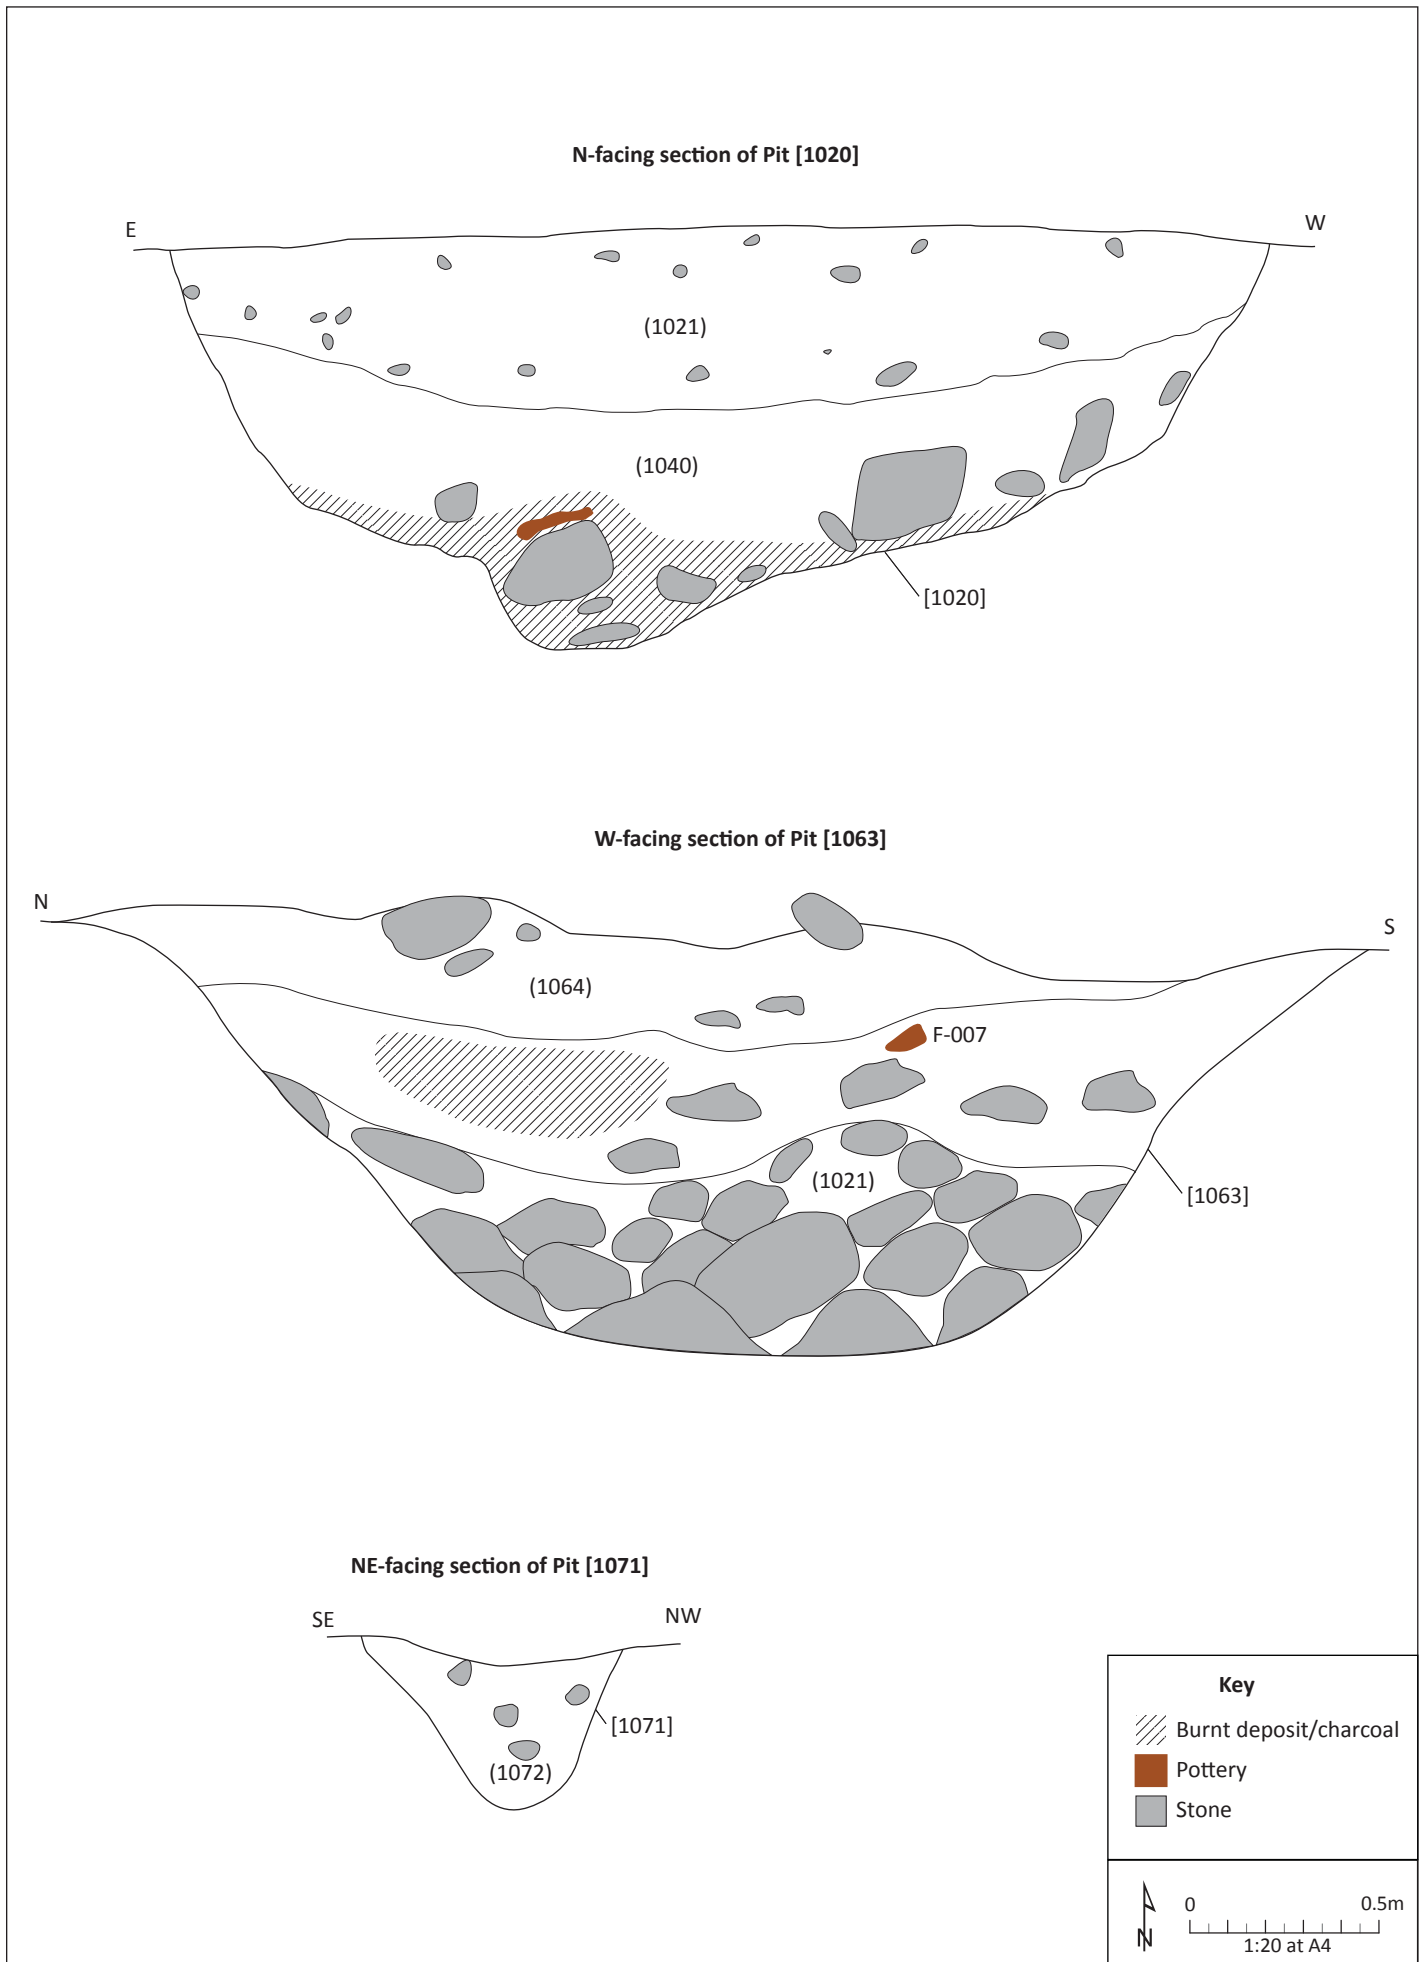 N-facing section of Pit [1020]
E
W
(1021)
(1040)
[1020]
W-facing section of Pit [1063]
N
S
(1064)
F-007
(1021)
[1063]
NE-facing section of Pit [1071]
SE
NW
[1071]
(1072)
Key
Burnt deposit/charcoal
Pottery
Stone
N
0
0.5m
1:20 at A4